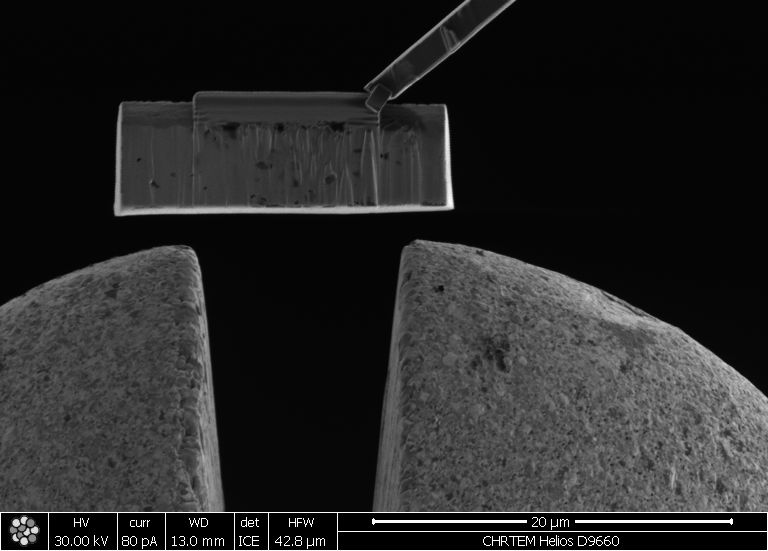 HV curr WD det HFW 20 µm
30.00 kV 80 pA 13.0 mm ICE 42.8 µm CHRTEM Helios D9660